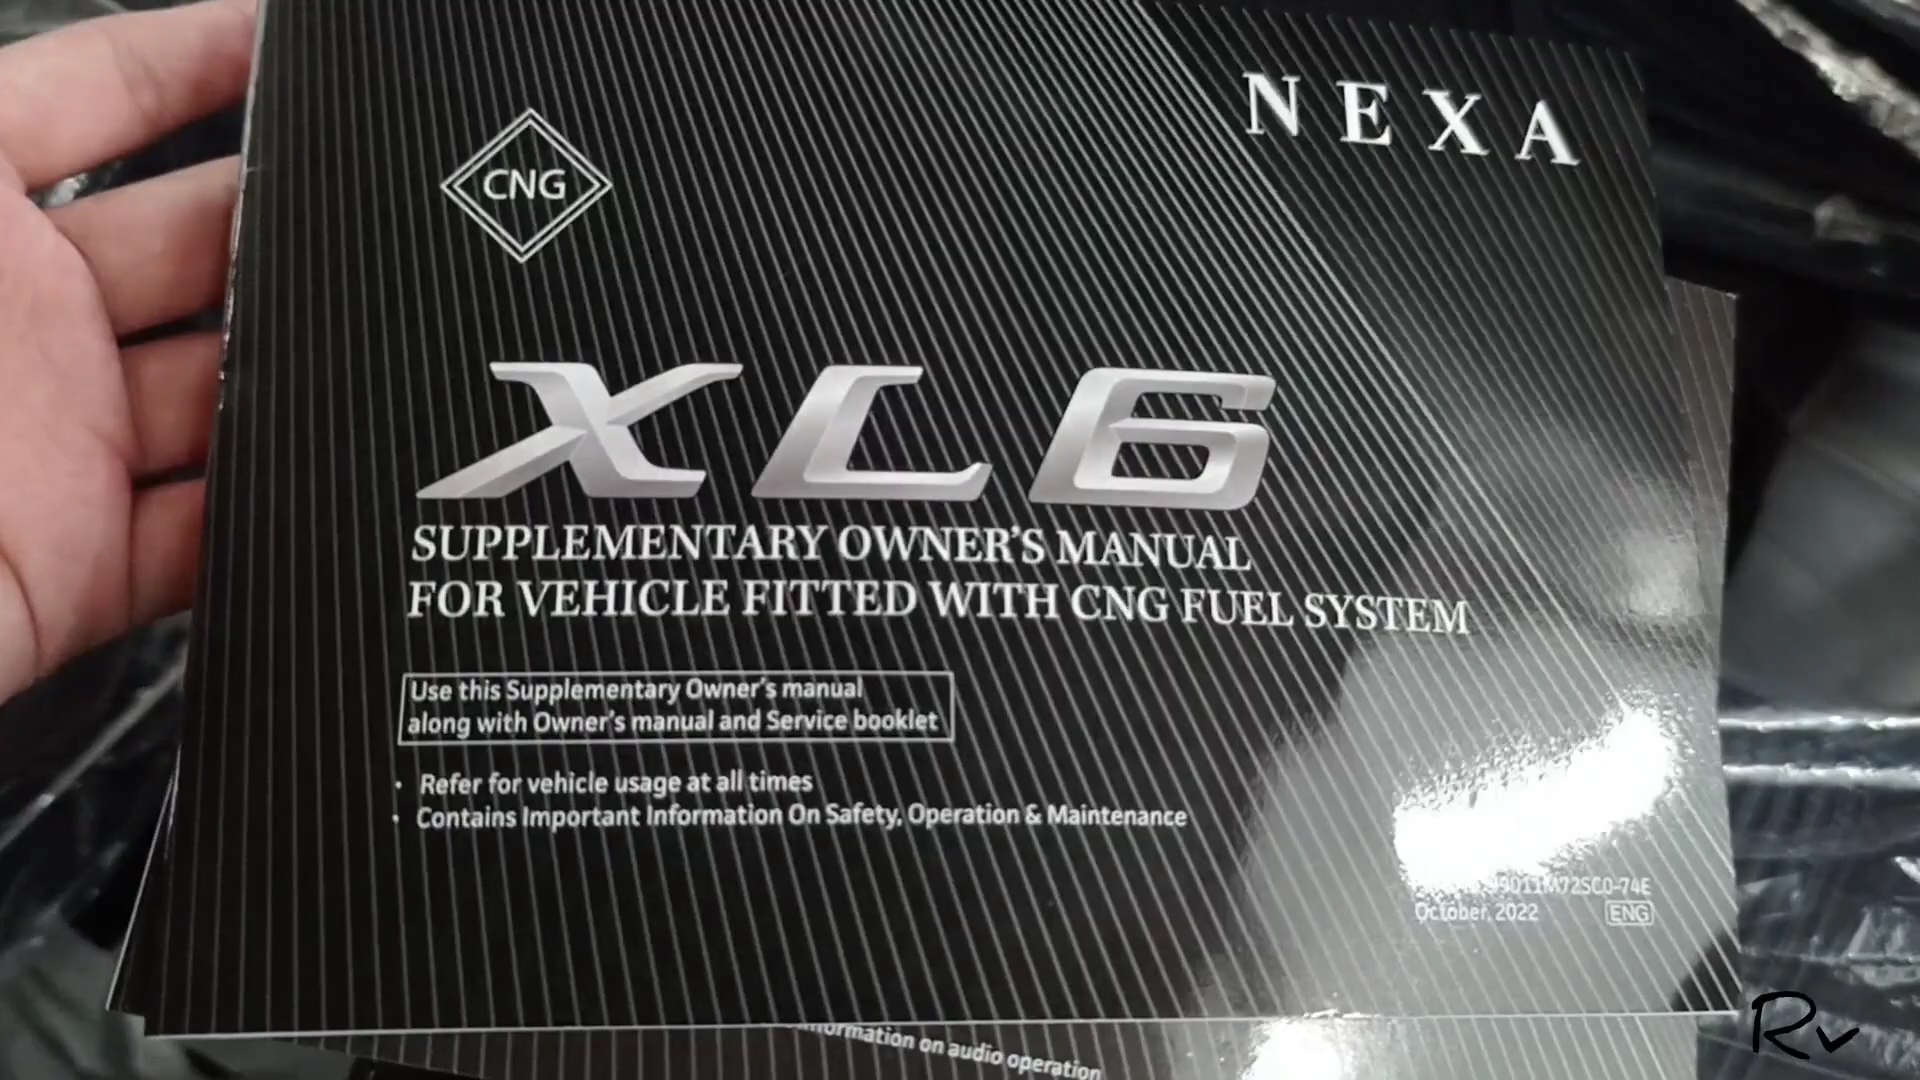 NEXA
CNG
XL6
SUPPLEMENTARY OWNER'S MANUAL
FOR VEHICLE FITTED WITH CNG FUEL SYSTEM
Use this Supplementary Owner's manual
along with Owner's manual and Service booklet
• Refer for vehicle usage at all times
• Contains Important Information On Safety, Operation & Maintenance
October, 2022
ENG
on audio operation
Rv